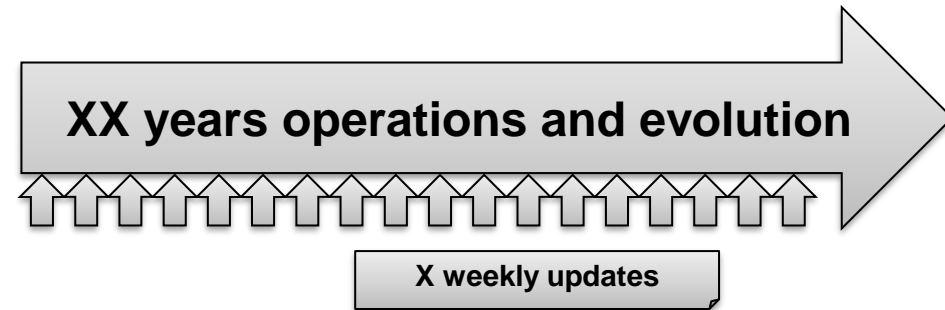 XX years operations and evolution
X weekly updates